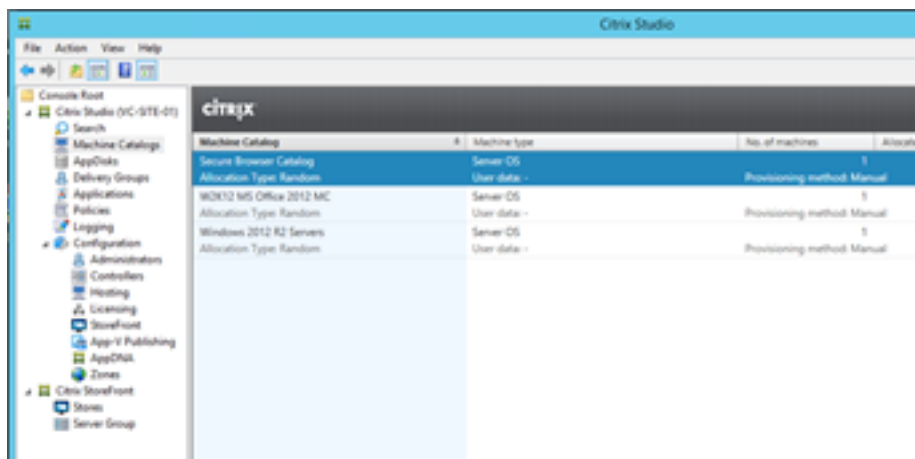 Citrix Studio
File Action View Help
Console Root
Citrix Studio (VC-SITE-01)
Search
Machine Catalogs
AppDisks
Delivery Groups
Applications
Policies
Logging
Configuration
Administrators
Controllers
Hosting
Licensing
StoreFront
App-V Publishing
AppDNA
Zones
Citrix StoreFront
Stores
Server Group
CITRIX
Machine Catalog Machine type No. of machines Allocat
Secure Browser Catalog Server OS 1
Allocation Type: Random User data: - Provisioning method: Manual
W2K12 MS Office 2012 MC Server OS 1
Allocation Type: Random User data: - Provisioning method: Manual
Windows 2012 R2 Servers Server OS 1
Allocation Type: Random User data: - Provisioning method: Manual